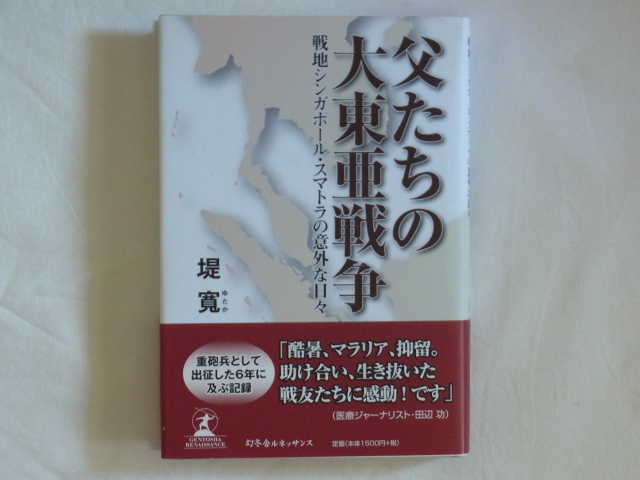 父たちの
大東亜戦争
戦地シンガポール・スマトラの意外な日々
堤 寛
ゆたか
重砲兵として
出征した6年に
及ぶ記録
「酷暑、マラリア、抑留。
助け合い、生き抜いた
戦友たちに感動!です」
(医療ジャーナリスト・田辺 功)
GENTOSHA
RENAISSANCE
幻冬舎ルネッサンス
定価(本体1500円+税)